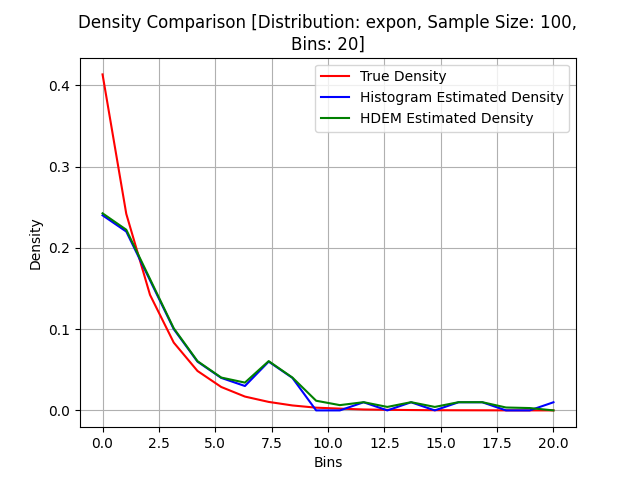 Density Comparison [Distribution: expon, Sample Size: 100,
Bins: 20]
True Density
Histogram Estimated Density
HDEM Estimated Density
Density
0.4
0.3
0.2
0.1
0.0
0.0 2.5 5.0 7.5 10.0 12.5 15.0 17.5 20.0
Bins